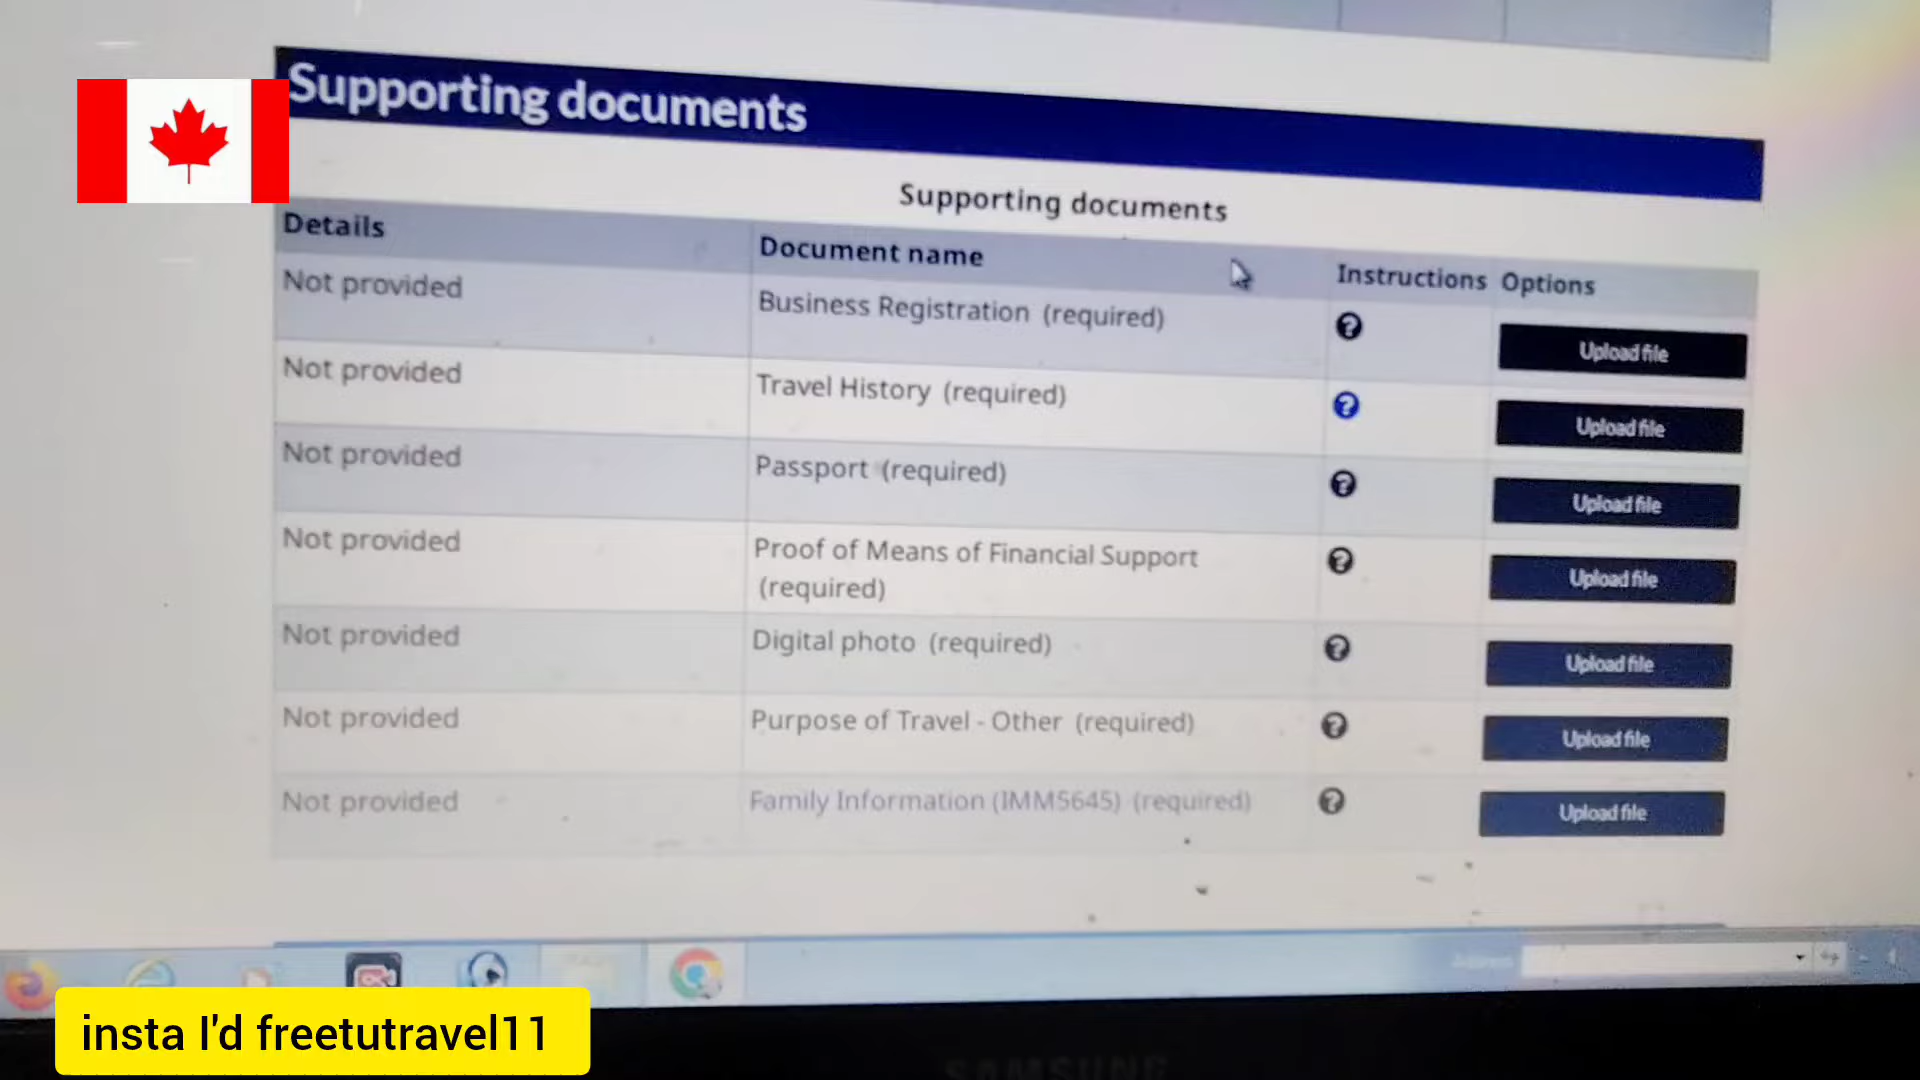 Supporting documents
Supporting documents
Details Document name Instructions Options
Not provided Business Registration (required) Upload file
Not provided Travel History (required) Upload file
Not provided Passport (required) Upload file
Not provided Proof of Means of Financial Support
(required) Upload file
Not provided Digital photo (required) Upload file
Not provided Purpose of Travel - Other (required) Upload file
Not provided Family Information (IMM5645) (required) Upload file
Address
insta I'd freetutravel11
SAMSUNG